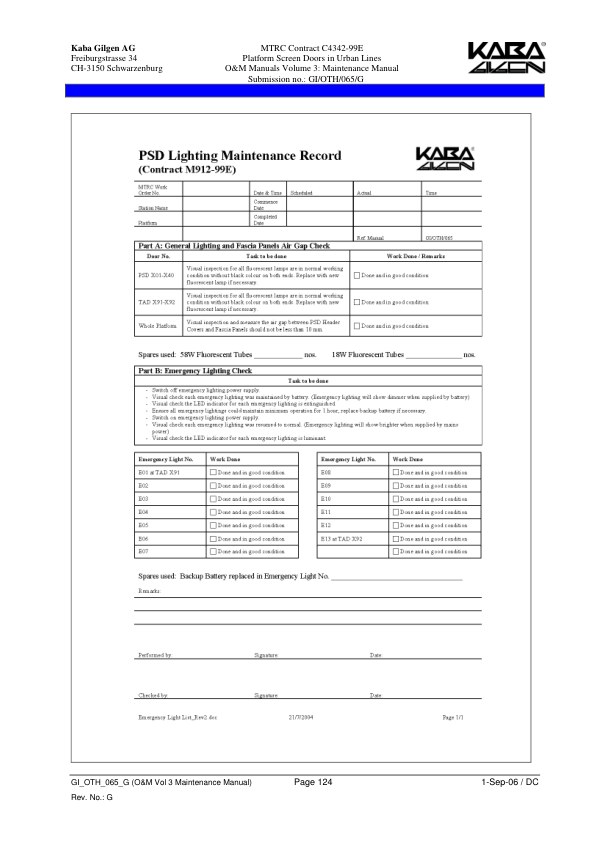 Kaba Gilgen AG
Freiburgstrasse 34
CH-3150 Schwarzenburg
MTRC Contract C4342-99E
Platform Screen Doors in Urban Lines
O&M Manuals Volume 3: Maintenance Manual
Submission no.: GI/OTH/065/G
KABA
GILGEN
PSD Lighting Maintenance Record
(Contract M912-99E)
KABA
GILGEN
MTRC Work
Order No.
Date & Time
Scheduled
Actual
Time
Station Name
Commence
Date
Platform
Completed
Date
Ref. Manual
GI/OTH/065
Part A: General Lighting and Fascia Panels Air Gap Check
Door No.
Task to be done
Work Done / Remarks
PSD X01-X40
Visual inspection for all fluorescent lamps are in normal working
condition without black colour on both ends. Replace with new
fluorescent lamp if necessary.
Done and in good condition
TAD X91-X92
Visual inspection for all fluorescent lamps are in normal working
condition without black colour on both ends. Replace with new
fluorescent lamp if necessary.
Done and in good condition
Whole Platform
Visual inspection and measure the air gap between PSD Header
Covers and Fascia Panels should not be less than 10 mm.
Done and in good condition
Spares used: 58W Fluorescent Tubes ______________ nos. 18W Fluorescent Tubes ________________ nos.
Part B: Emergency Lighting Check
Task to be done
- Switch off emergency lighting power supply.
- Visual check each emergency lighting was maintained by battery. (Emergency lighting will show dimmer when supplied by battery)
- Visual check the LED indicator for each emergency lighting is extinguished.
- Ensure all emergency lightings could maintain minimum operation for 1 hour, replace backup battery if necessary.
- Switch on emergency lighting power supply.
- Visual check each emergency lighting was resumed to normal. (Emergency lighting will show brighter when supplied by mains
power)
- Visual check the LED indicator for each emergency lighting is luminant.
Emergency Light No.
Work Done
E01 at TAD X91
Done and in good condition
E02
Done and in good condition
E03
Done and in good condition
E04
Done and in good condition
E05
Done and in good condition
E06
Done and in good condition
E07
Done and in good condition
Emergency Light No.
Work Done
E08
Done and in good condition
E09
Done and in good condition
E10
Done and in good condition
E11
Done and in good condition
E12
Done and in good condition
E13 at TAD X92
Done and in good condition
Done and in good condition
Spares used: Backup Battery replaced in Emergency Light No. ______________________________________
Remarks:
Performed by:
Signature
Date
Checked by:
Signature
Date
Emergency Light List_Rev2.doc
21/7/2004
Page 1/1
GI_OTH_065_G (O&M Vol 3 Maintenance Manual)
Page 124
1-Sep-06 / DC
Rev. No.: G